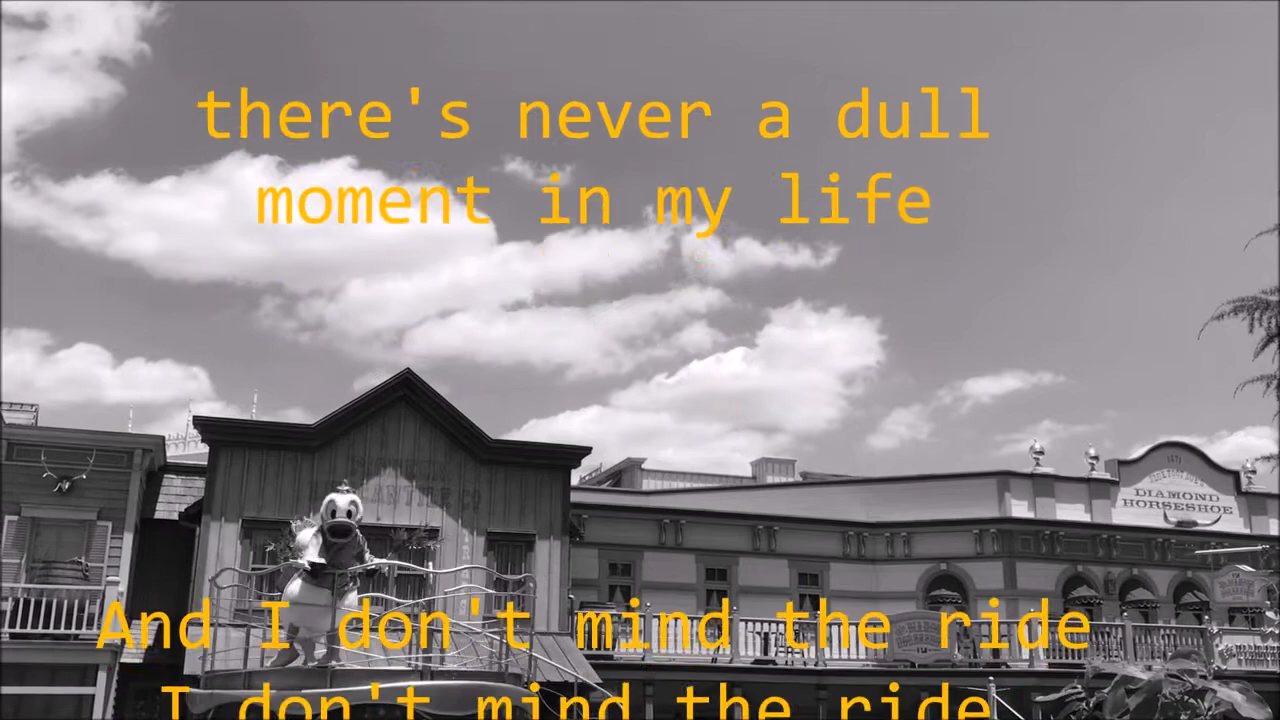 there's never a dull
moment in my life
DIAMOND
HORSESHOE
And I don't mind the ride
I don't mind the ride